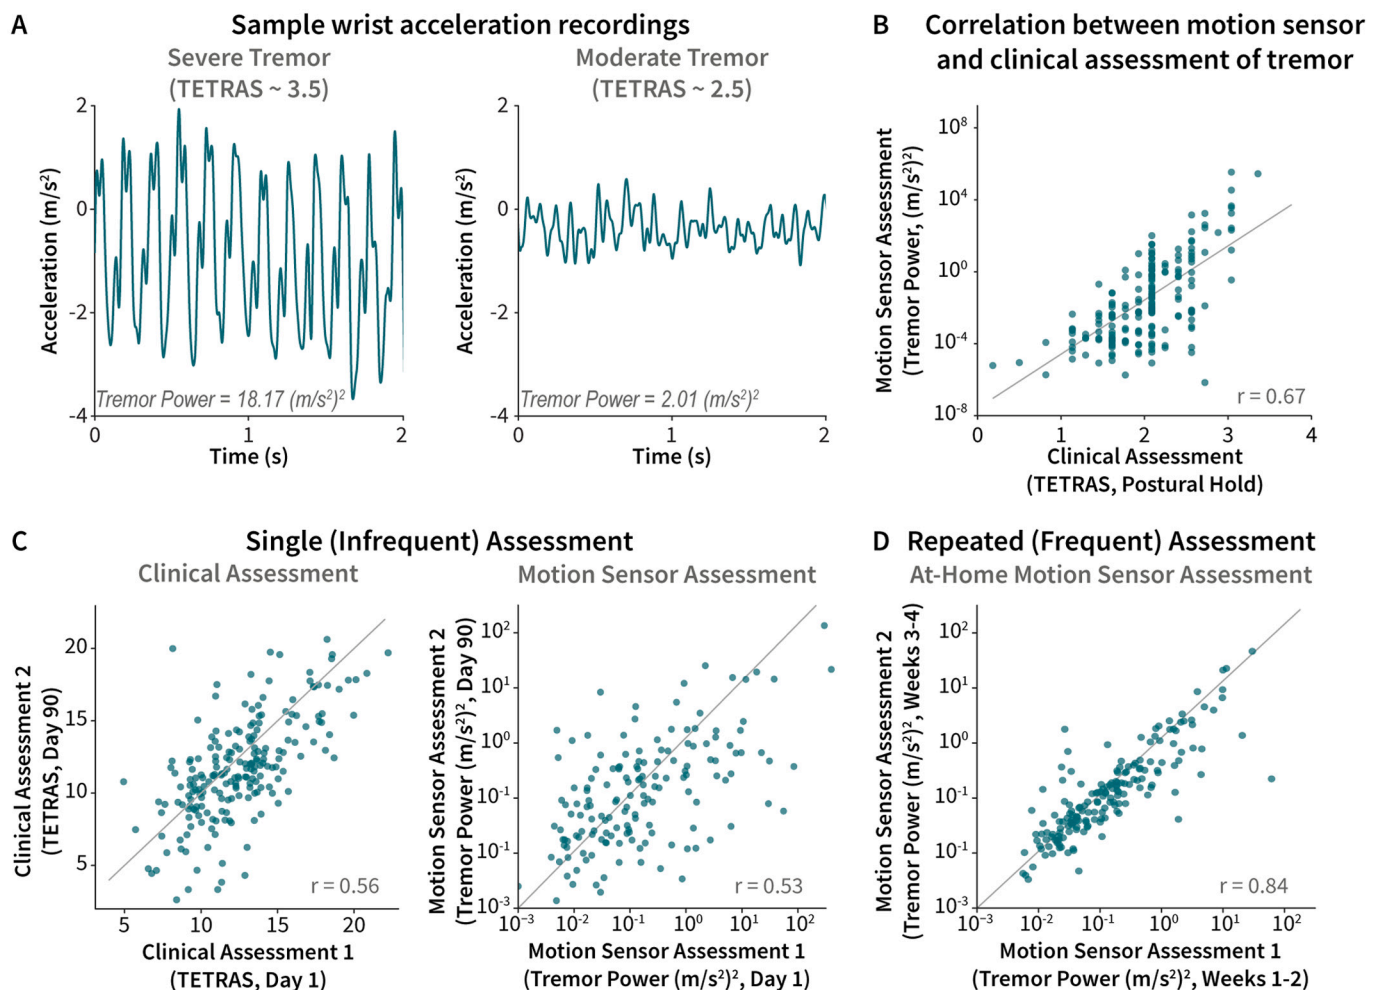 A
Sample wrist acceleration recordings
Severe Tremor
(TETRAS ~ 3.5)
2
0
-2
-4
Acceleration (m/s²)
Tremor Power = 18.17 (m/s²)²
0
1
2
Time (s)
Moderate Tremor
(TETRAS ~ 2.5)
2
0
-2
-4
Acceleration (m/s²)
Tremor Power = 2.01 (m/s²)²
0
1
2
Time (s)
B
Correlation between motion sensor
and clinical assessment of tremor
Motion Sensor Assessment
(Tremor Power, (m/s²)²)
10⁸
10⁴
10⁰
10⁻⁴
10⁻⁸
r = 0.67
0
1
2
3
4
Clinical Assessment
(TETRAS, Postural Hold)
C
Single (Infrequent) Assessment
Clinical Assessment
Clinical Assessment 2
(TETRAS, Day 90)
20
15
10
5
r = 0.56
5
10
15
20
Clinical Assessment 1
(TETRAS, Day 1)
Motion Sensor Assessment
Motion Sensor Assessment 2
(Tremor Power (m/s²)², Day 90)
10²
10¹
10⁰
10⁻¹
10⁻¹
10⁻³
r = 0.53
10⁻³
10⁻²
10⁻¹
10⁰
10¹
10²
Motion Sensor Assessment 1
(Tremor Power (m/s²)², Day 1)
D
Repeated (Frequent) Assessment
At-Home Motion Sensor Assessment
Motion Sensor Assessment 2
(Tremor Power (m/s²)², Weeks 3-4)
10²
10¹
10⁰
10⁻¹
10⁻¹
10⁻³
r = 0.84
10⁻³
10⁻²
10⁻¹
10⁰
10¹
10²
Motion Sensor Assessment 1
(Tremor Power (m/s²)², Weeks 1-2)